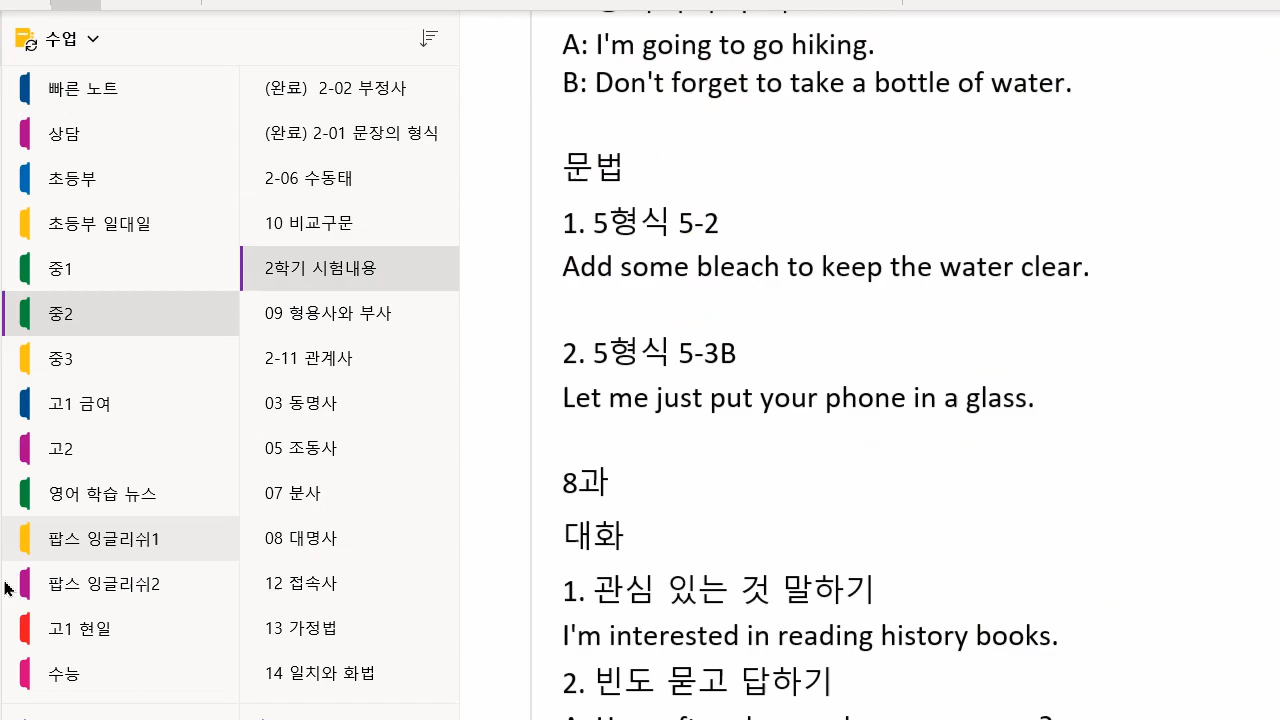 수업
빠른 노트
상담
초등부
초등부 일대일
중1
중2
중3
고1 금여
고2
영어 학습 뉴스
팝스 잉글리쉬1
팝스 잉글리쉬2
고1 현일
수능
(완료)  2-02 부정사
(완료) 2-01 문장의 형식
2-06 수동태
10 비교구문
2학기 시험내용
09 형용사와 부사
2-11 관계사
03 동명사
05 조동사
07 분사
08 대명사
12 접속사
13 가정법
14 일치와 화법
A: I'm going to go hiking.
B: Don't forget to take a bottle of water.
문법
1. 5형식 5-2
Add some bleach to keep the water clear.
2. 5형식 5-3B
Let me just put your phone in a glass.
8과
대화
1. 관심 있는 것 말하기
I'm interested in reading history books.
2. 빈도 묻고 답하기